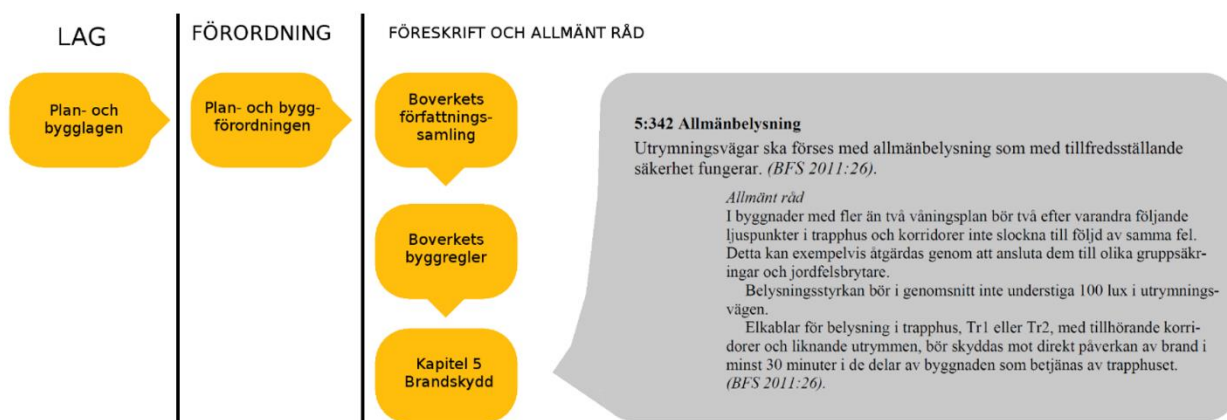 LAG
FÖRORDNING
FÖRESKRIFT OCH ALLMÄNT RÅD
Plan- och
bygglagen
Plan- och bygg-
förordningen
Boverkets
författnings-
samling
Boverkets
byggregler
Kapitel 5
Brandskydd
5:342 Allmänbelysning
Utrymningsvägar ska förses med allmänbelysning som med tillfredsställande
säkerhet fungerar. (BFS 2011:26).
Allmänt råd
I byggnader med fler än två våningsplan bör två efter varandra följande
ljuspunkter i trapphus och korridorer inte slockna till följd av samma fel.
Detta kan exempelvis åtgärdas genom att ansluta dem till olika gruppsäkr-
ingar och jordfelsbrytare.
Belysningsstyrkan bör i genomsnitt inte understiga 100 lux i utrymnings-
vägen.
Elkablar för belysning i trapphus, Tr1 eller Tr2, med tillhörande korri-
dorer och liknande utrymmen, bör skyddas mot direkt påverkan av brand i
minst 30 minuter i de delar av byggnaden som betjänas av trapphuset.
(BFS 2011:26).